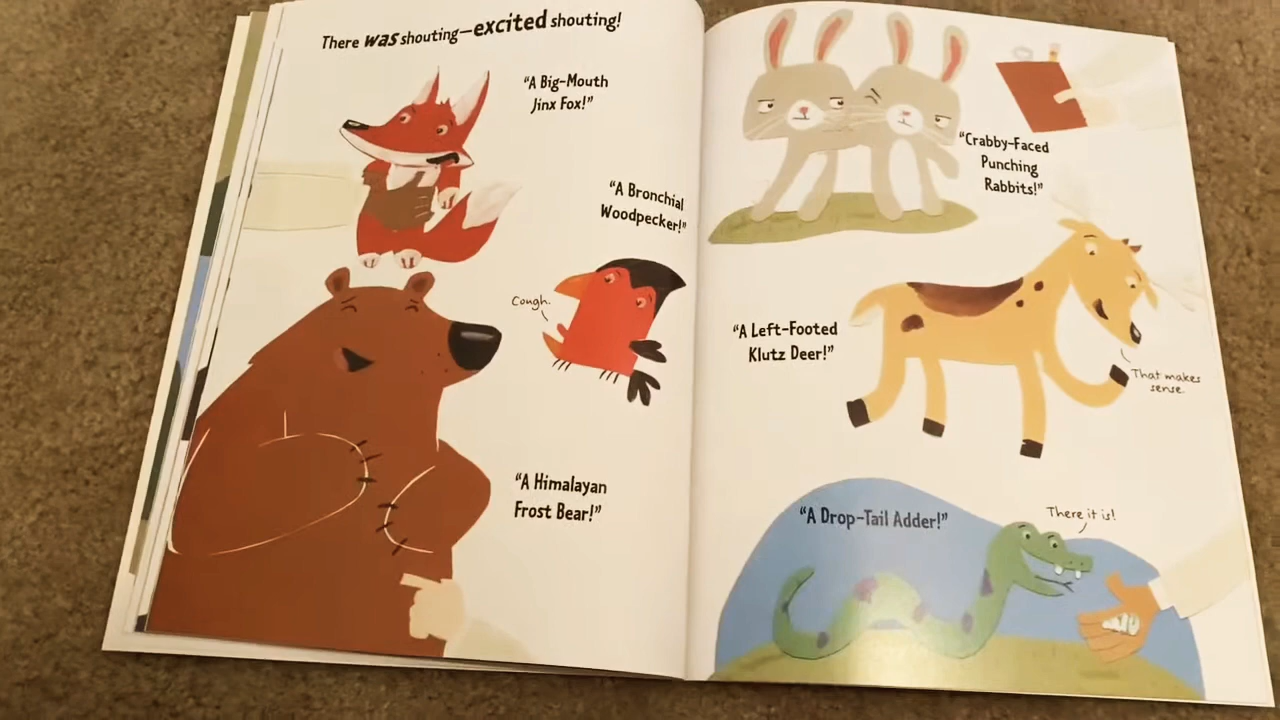 There was shouting—excited shouting!
"A Big-Mouth
Jinx Fox!"
"A Bronchial
Woodpecker!"
Cough.
"A Himalayan
Frost Bear!"
"Crabby-Faced
Punching
Rabbits!"
"A Left-Footed
Klutz Deer!"
That makes
sense.
"A Drop-Tail Adder!"
There it is!